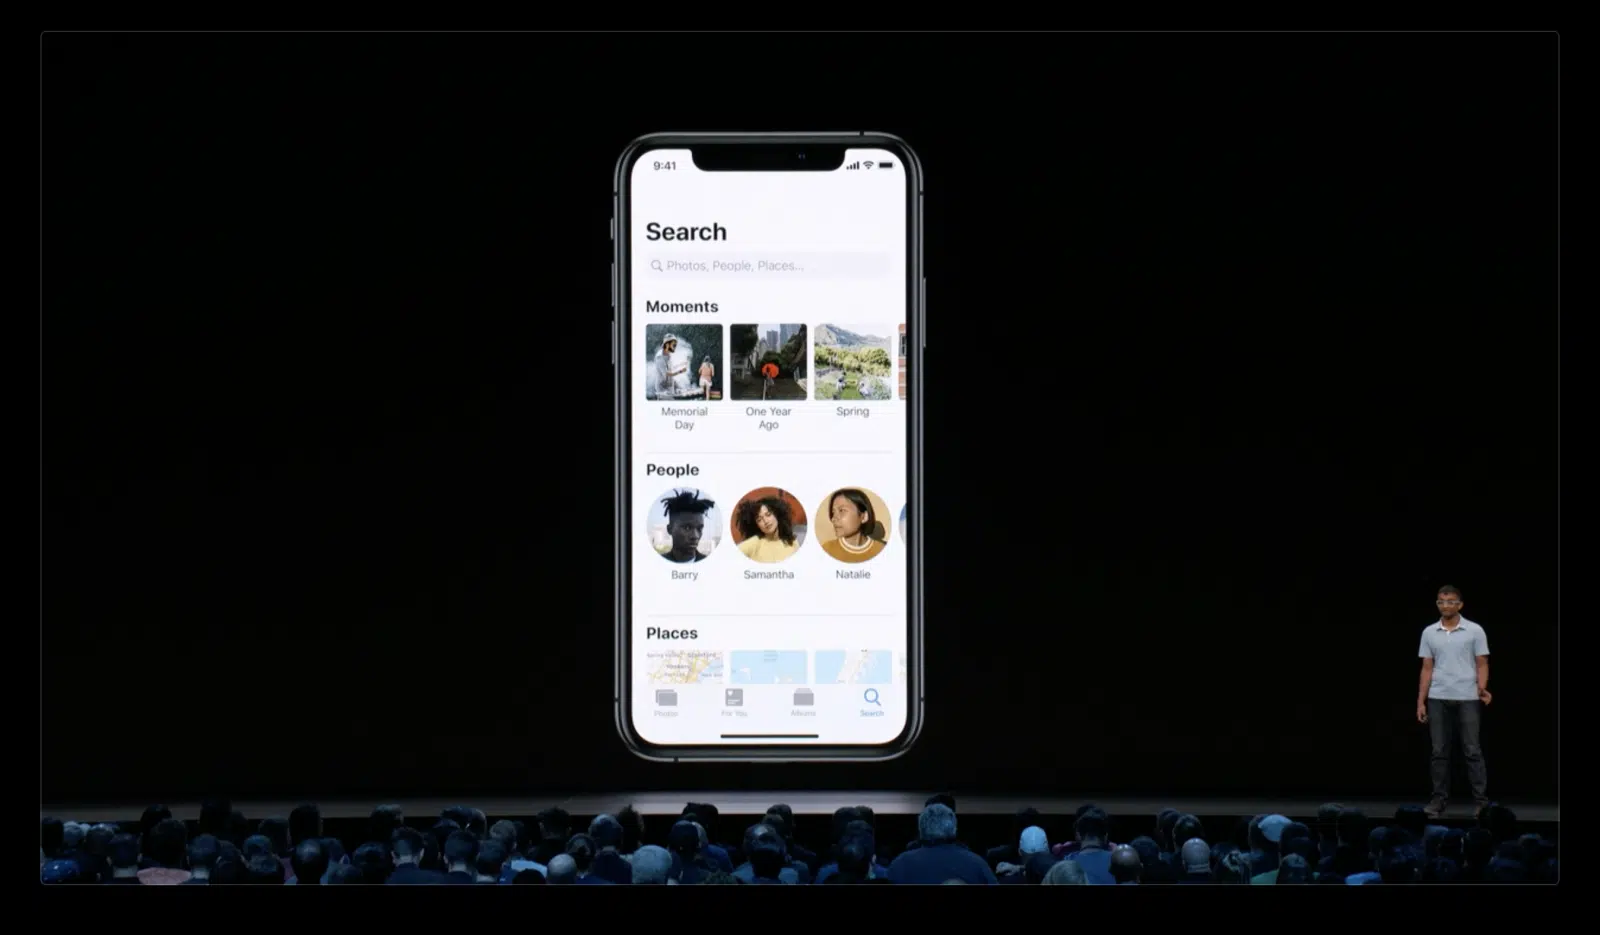 9:41
Search
Photos, People, Places...
Moments
Memorial
Day
One Year
Ago
Spring
People
Barry
Samantha
Natalie
Places
Photos
For You
Albums
Search